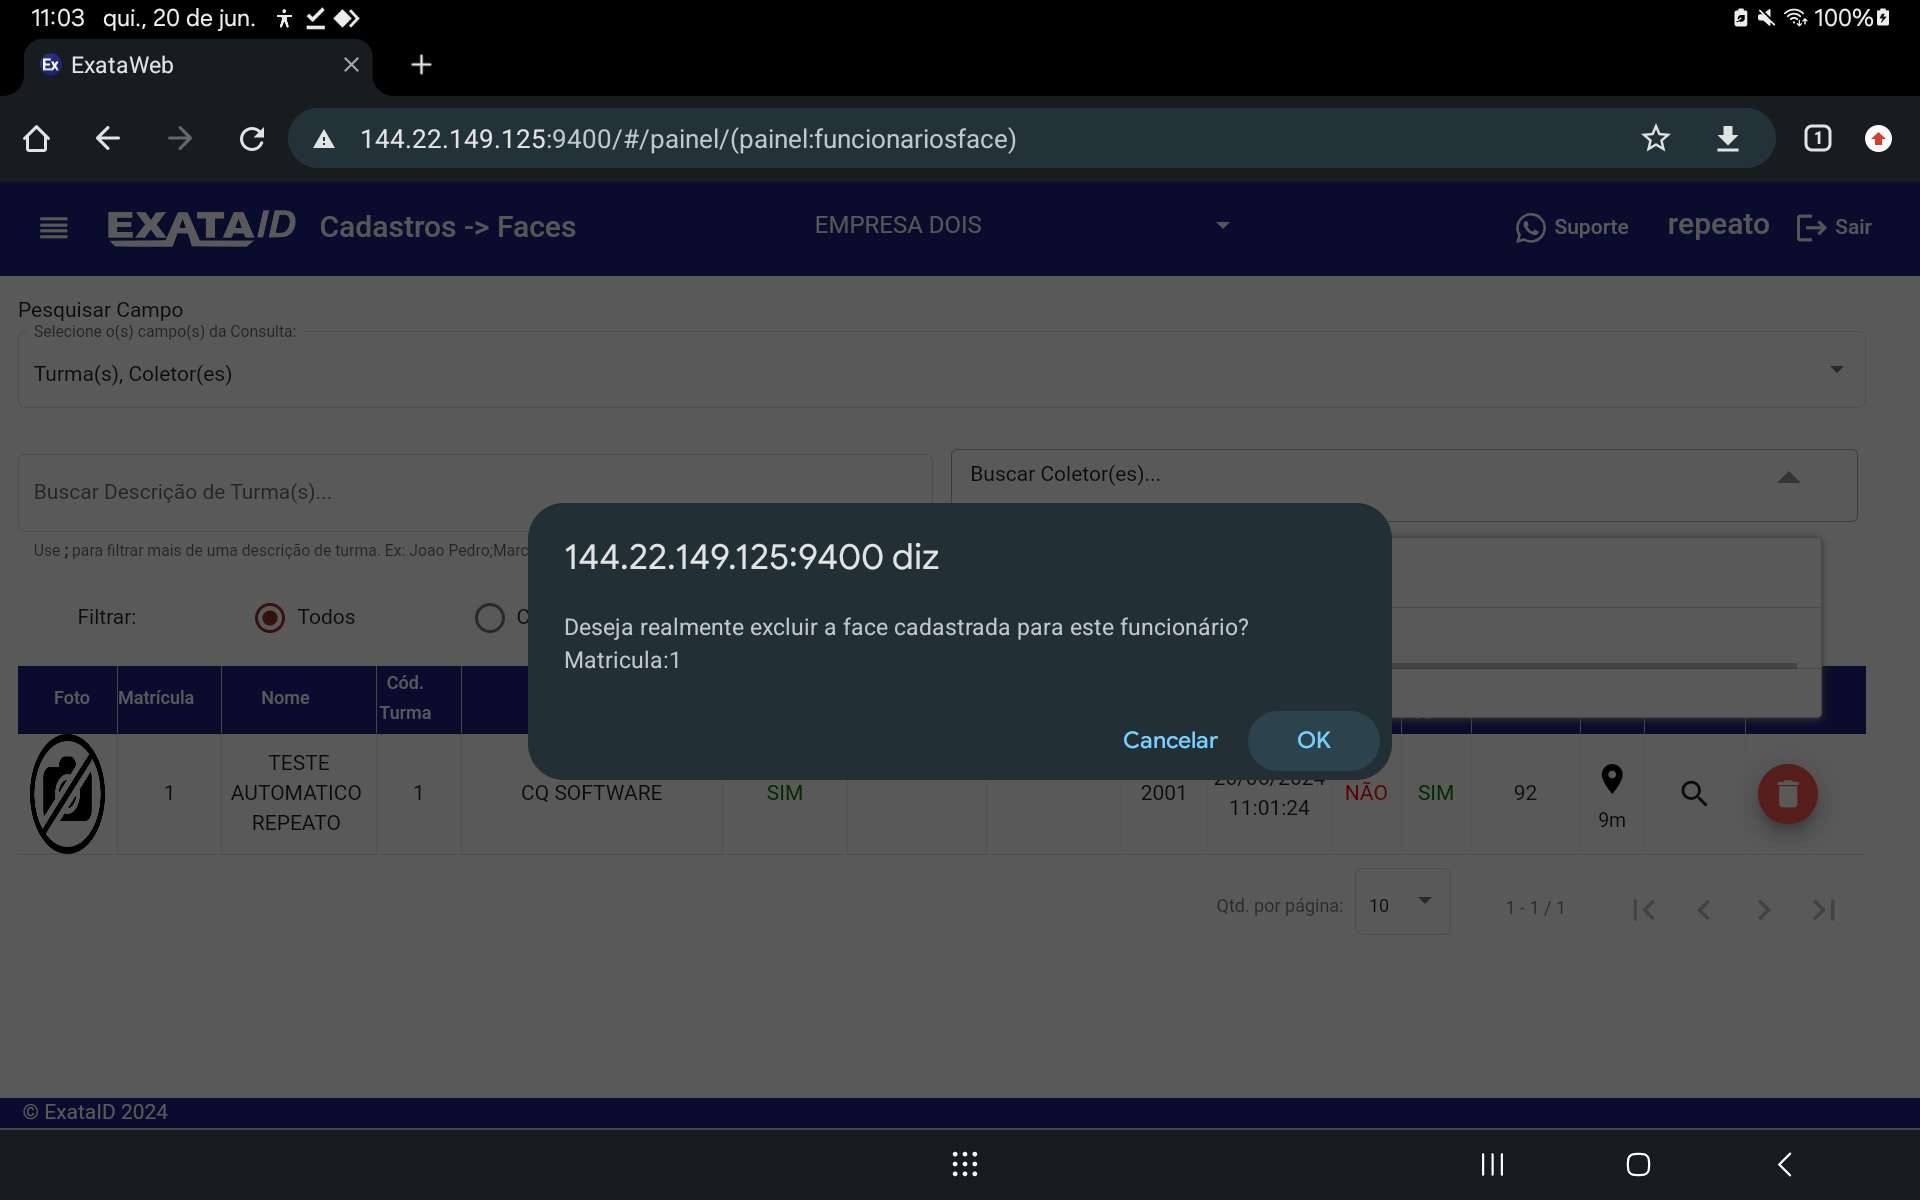 11:03 qui., 20 de jun.
100%
Ex ExataWeb
144.22.149.125:9400/#/painel/(painel:funcionariosface)
1
EXATA ID Cadastros -> Faces
EMPRESA DOIS
Suporte
repeato
Sair
Pesquisar Campo
Selecione o(s) campo(s) da Consulta:
Turma(s), Coletor(es)
Buscar Descrição de Turma(s)...
Buscar Coletor(es)...
Use ; para filtrar mais de uma descrição de turma. Ex: Joao Pedro;Marc
144.22.149.125:9400 diz
Deseja realmente excluir a face cadastrada para este funcionário?
Matricula:1
Cancelar
OK
Filtrar:
Todos
C
Foto
Matrícula
Nome
Cód.
Turma
1
TESTE
AUTOMATICO
REPEATO
1
CQ SOFTWARE
SIM
2001
11:01:24
NÃO
SIM
92
9m
Qtd. por página:
10
1 - 1 / 1
© ExataID 2024